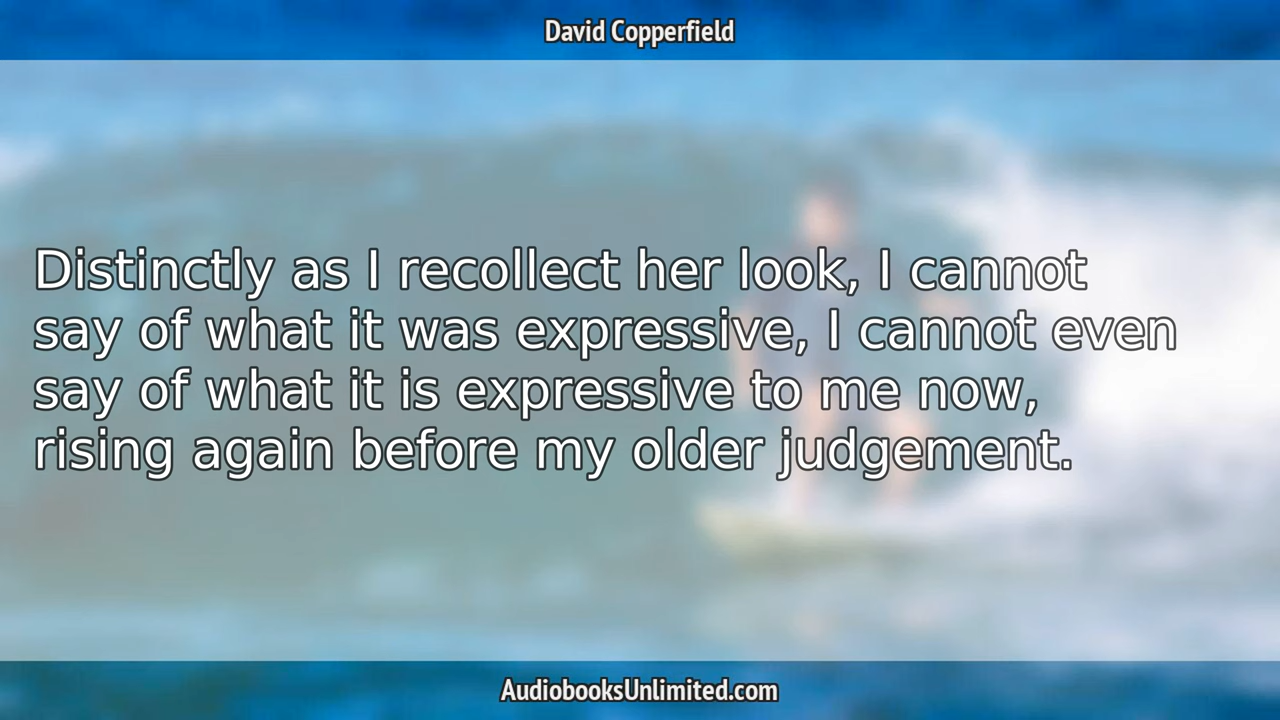 David Copperfield
Distinctly as I recollect her look, I cannot
say of what it was expressive, I cannot even
say of what it is expressive to me now,
rising again before my older judgement.
AudiobooksUnlimited.com